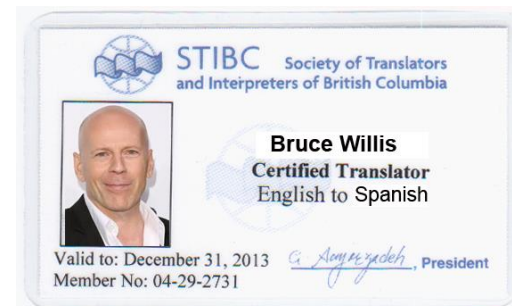 STIBC Society of Translators
and Interpreters of British Columbia
Bruce Willis
Certified Translator
English to Spanish
Valid to: December 31, 2013
, President
Member No: 04-29-2731